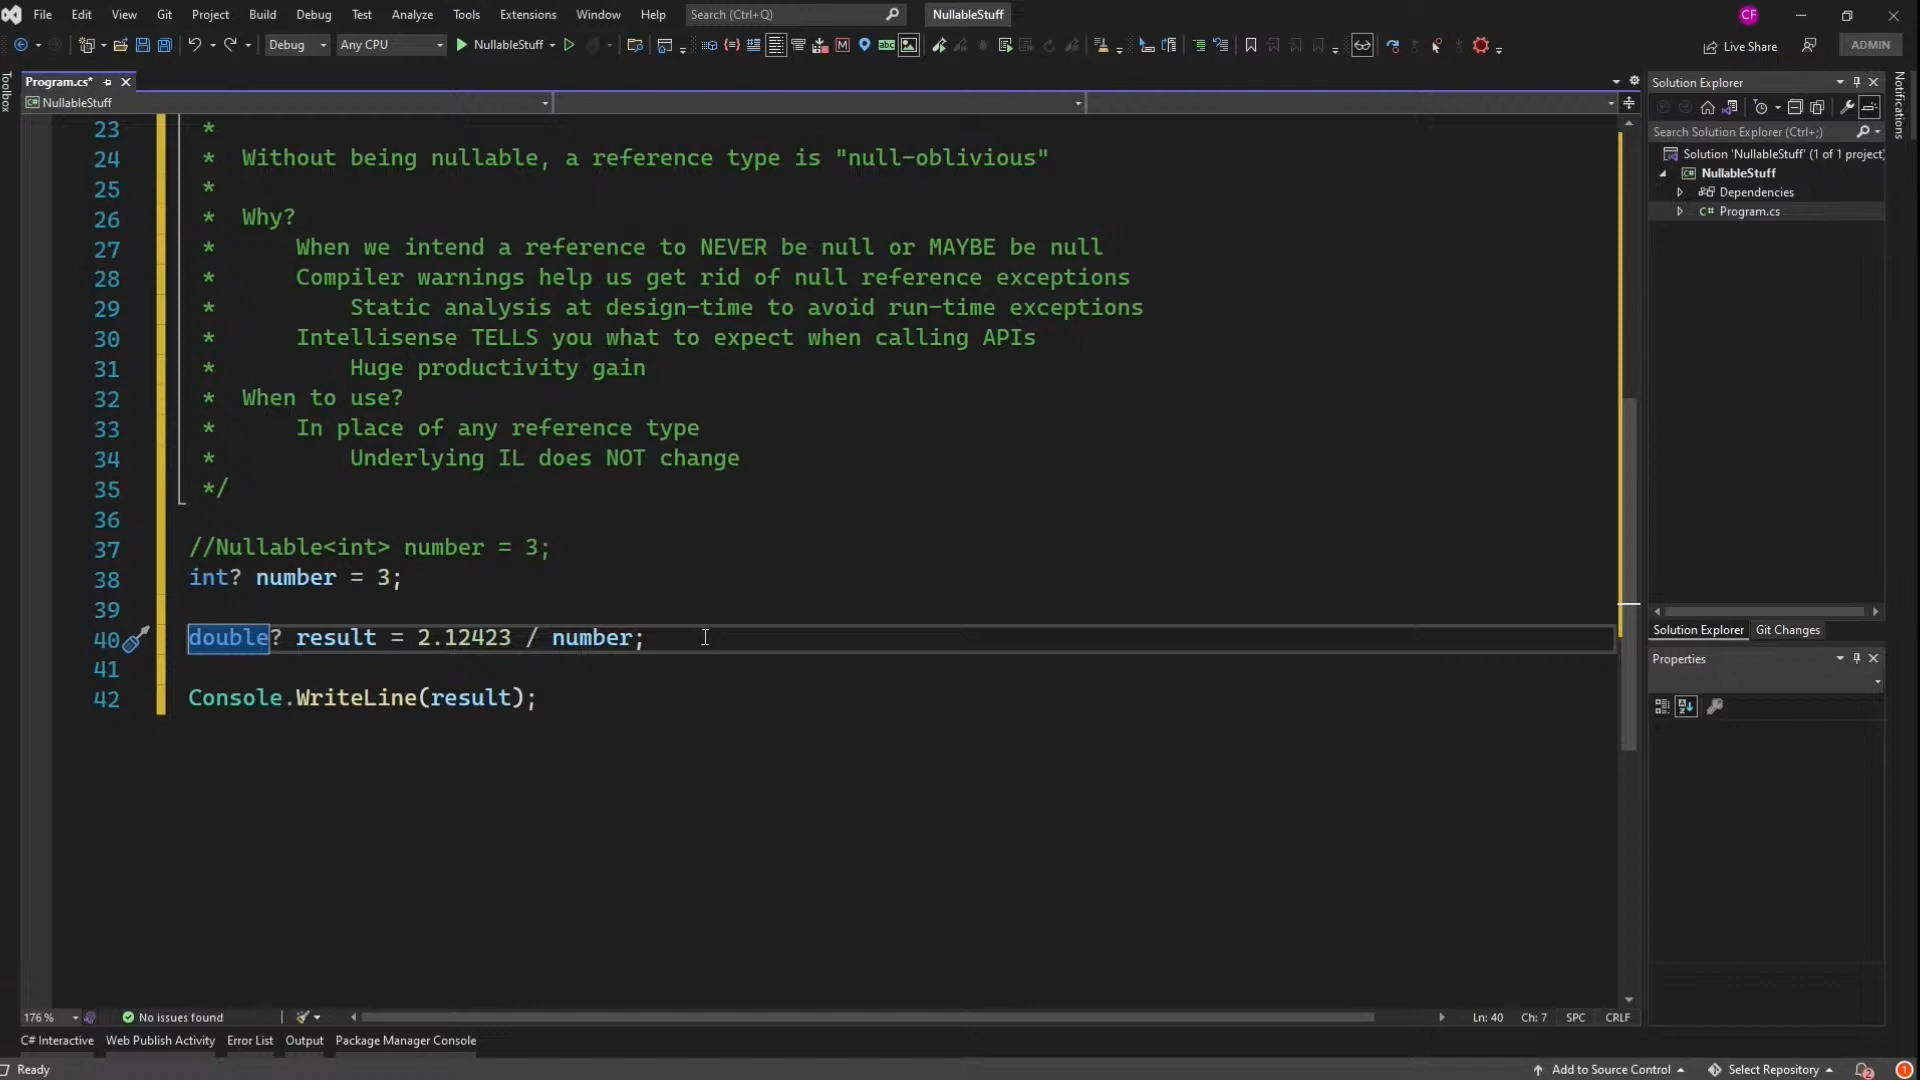 File Edit View Git Project Build Debug Test Analyze Tools Extensions Window Help Search (Ctrl+Q) NullableStuff CF
Debug Any CPU NullableStuff Live Share ADMIN
Toolbox
Program.cs*
NullableStuff
23 *
24 * Without being nullable, a reference type is "null-oblivious"
25 *
26 * Why?
27 * When we intend a reference to NEVER be null or MAYBE be null
28 * Compiler warnings help us get rid of null reference exceptions
29 * Static analysis at design-time to avoid run-time exceptions
30 * Intellisense TELLS you what to expect when calling APIs
31 * Huge productivity gain
32 * When to use?
33 * In place of any reference type
34 * Underlying IL does NOT change
35 */
36
37 //Nullable<int> number = 3;
38 int? number = 3;
39
40 double? result = 2.12423 / number;
41
42 Console.WriteLine(result);
Solution Explorer
Search Solution Explorer (Ctrl+;)
Solution 'NullableStuff' (1 of 1 project)
NullableStuff
Dependencies
C# Program.cs
Solution Explorer Git Changes
Properties
Notifications
176 % No issues found Ln: 40 Ch: 7 SPC CRLF
C# Interactive Web Publish Activity Error List Output Package Manager Console
Ready Add to Source Control Select Repository 2 1